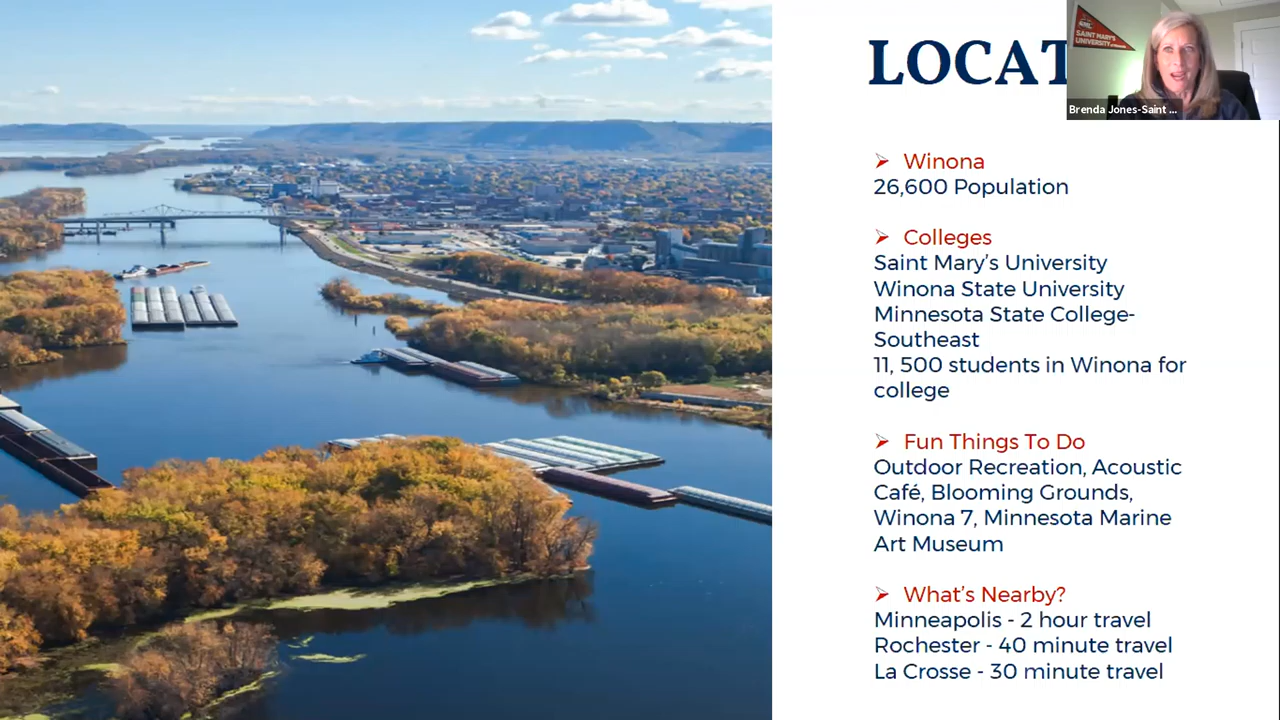 LOCAT
SAINT MARY'S
UNIVERSITY
Brenda Jones-Saint ...
➢ Winona
26,600 Population
➢ Colleges
Saint Mary's University
Winona State University
Minnesota State College-
Southeast
11, 500 students in Winona for
college
➢ Fun Things To Do
Outdoor Recreation, Acoustic
Café, Blooming Grounds,
Winona 7, Minnesota Marine
Art Museum
➢ What's Nearby?
Minneapolis - 2 hour travel
Rochester - 40 minute travel
La Crosse - 30 minute travel